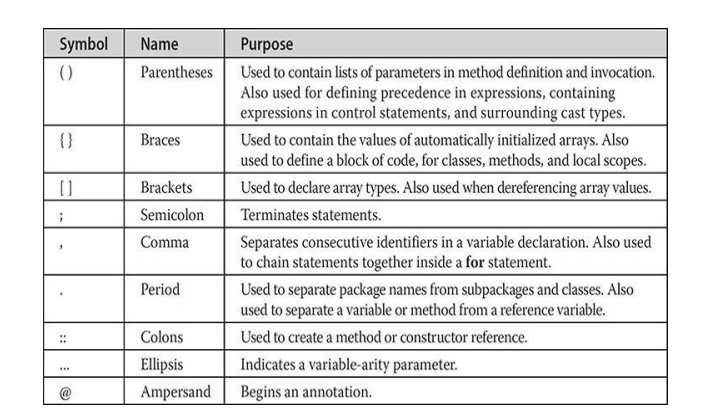 Symbol Name Purpose
( ) Parentheses Used to contain lists of parameters in method definition and invocation.
Also used for defining precedence in expressions, containing
expressions in control statements, and surrounding cast types.
{ } Braces Used to contain the values of automatically initialized arrays. Also
used to define a block of code, for classes, methods, and local scopes.
[ ] Brackets Used to declare array types. Also used when dereferencing array values.
; Semicolon Terminates statements.
, Comma Separates consecutive identifiers in a variable declaration. Also used
to chain statements together inside a for statement.
. Period Used to separate package names from subpackages and classes. Also
used to separate a variable or method from a reference variable.
:: Colons Used to create a method or constructor reference.
... Ellipsis Indicates a variable-arity parameter.
@ Ampersand Begins an annotation.